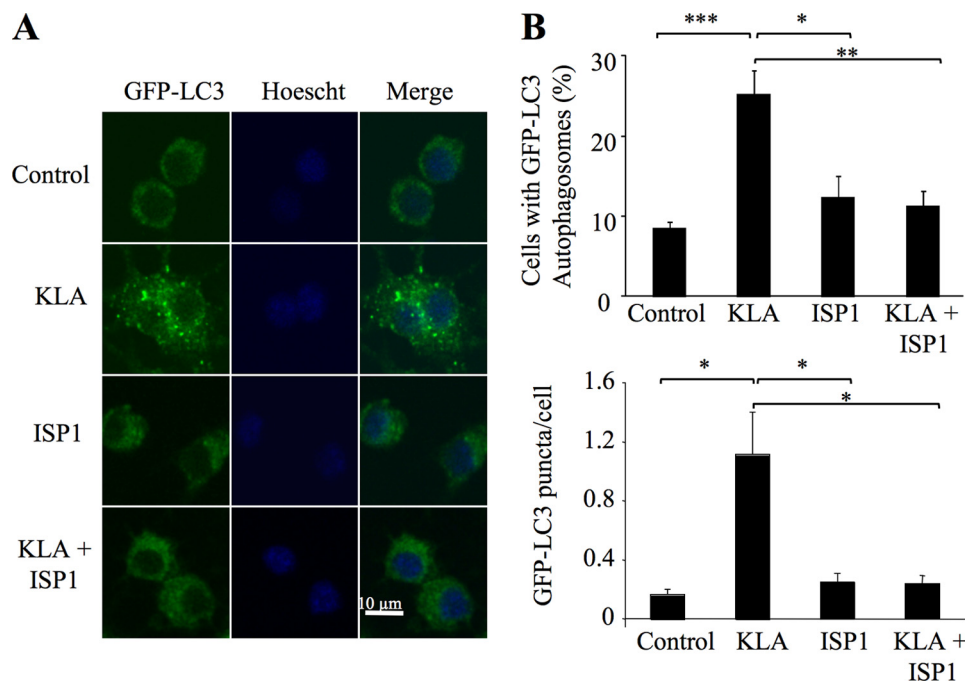 A
GFP-LC3 Hoescht Merge
Control
KLA
ISP1
KLA +
ISP1
10 μm
B
*** *
**
Cells with GFP-LC3
Autophagosomes (%)
30
20
10
0
Control KLA ISP1 KLA +
ISP1
* *
*
GFP-LC3 puncta/cell
1.6
1.2
0.8
0.4
0
Control KLA ISP1 KLA +
ISP1